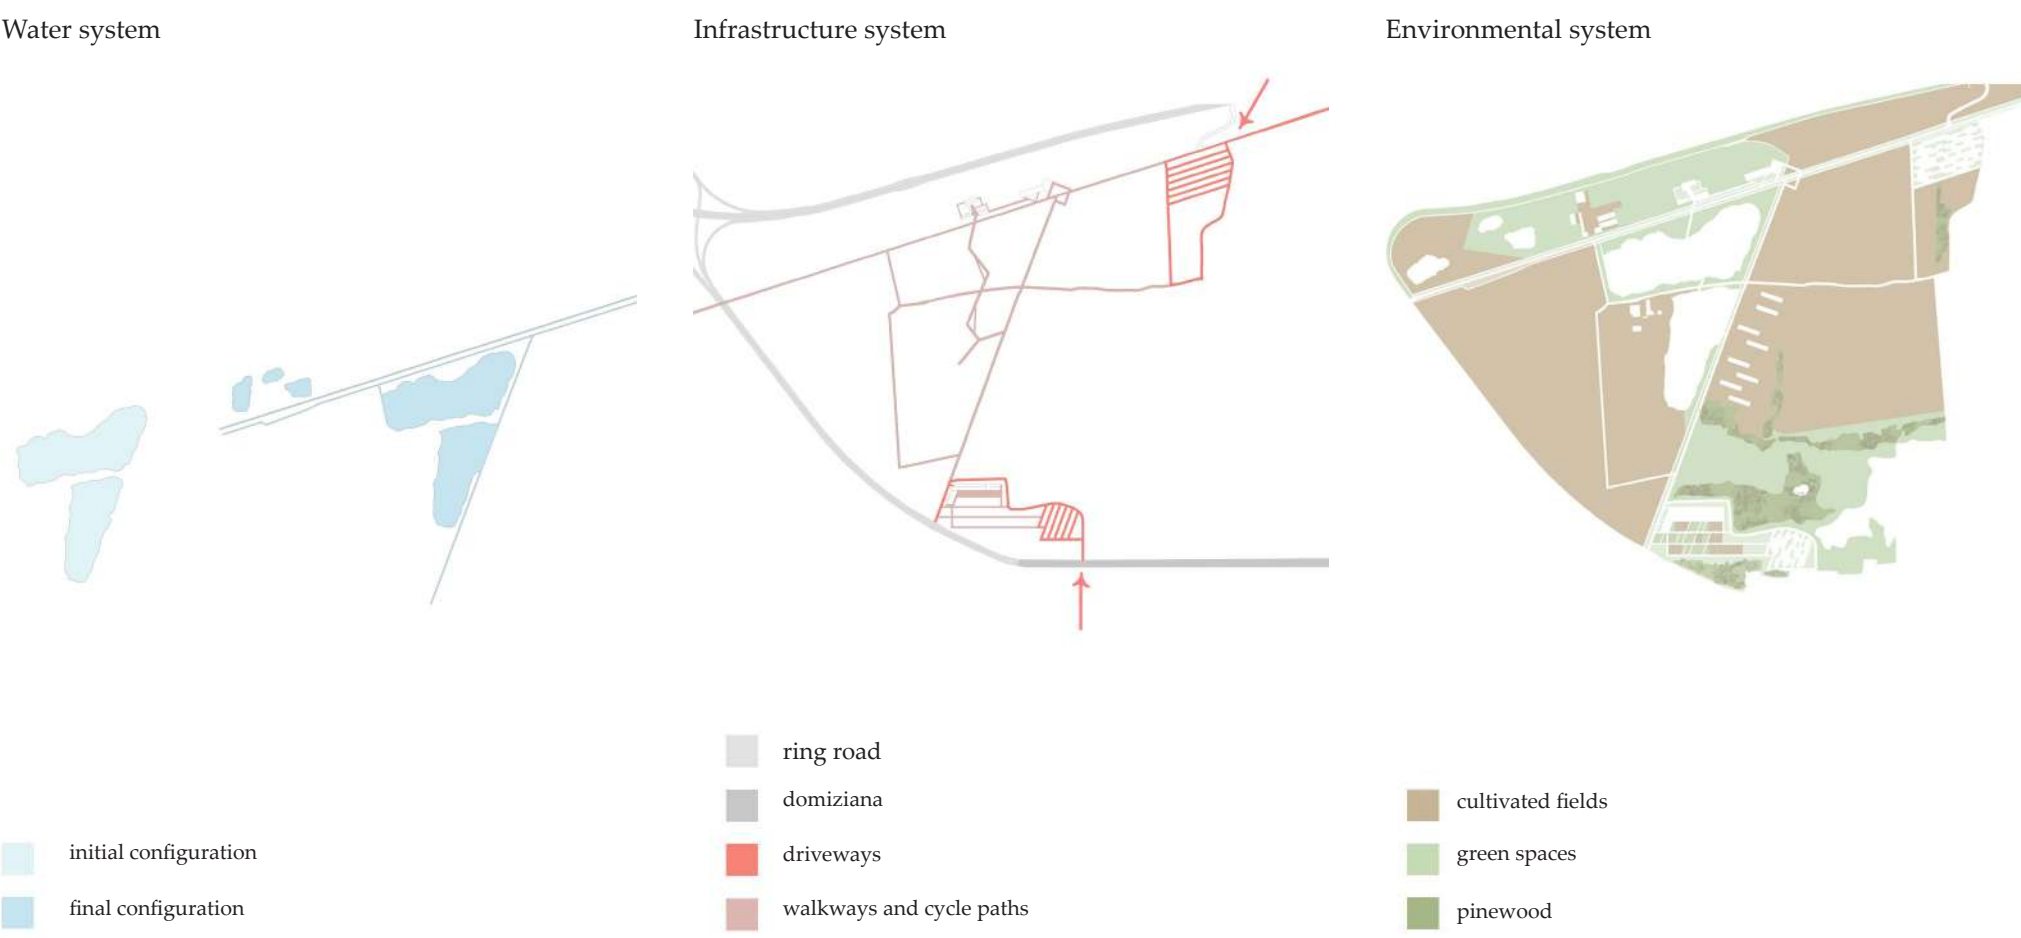 Water system
Infrastructure system
Environmental system
initial configuration
final configuration
ring road
domiziana
driveways
walkways and cycle paths
cultivated fields
green spaces
pinewood